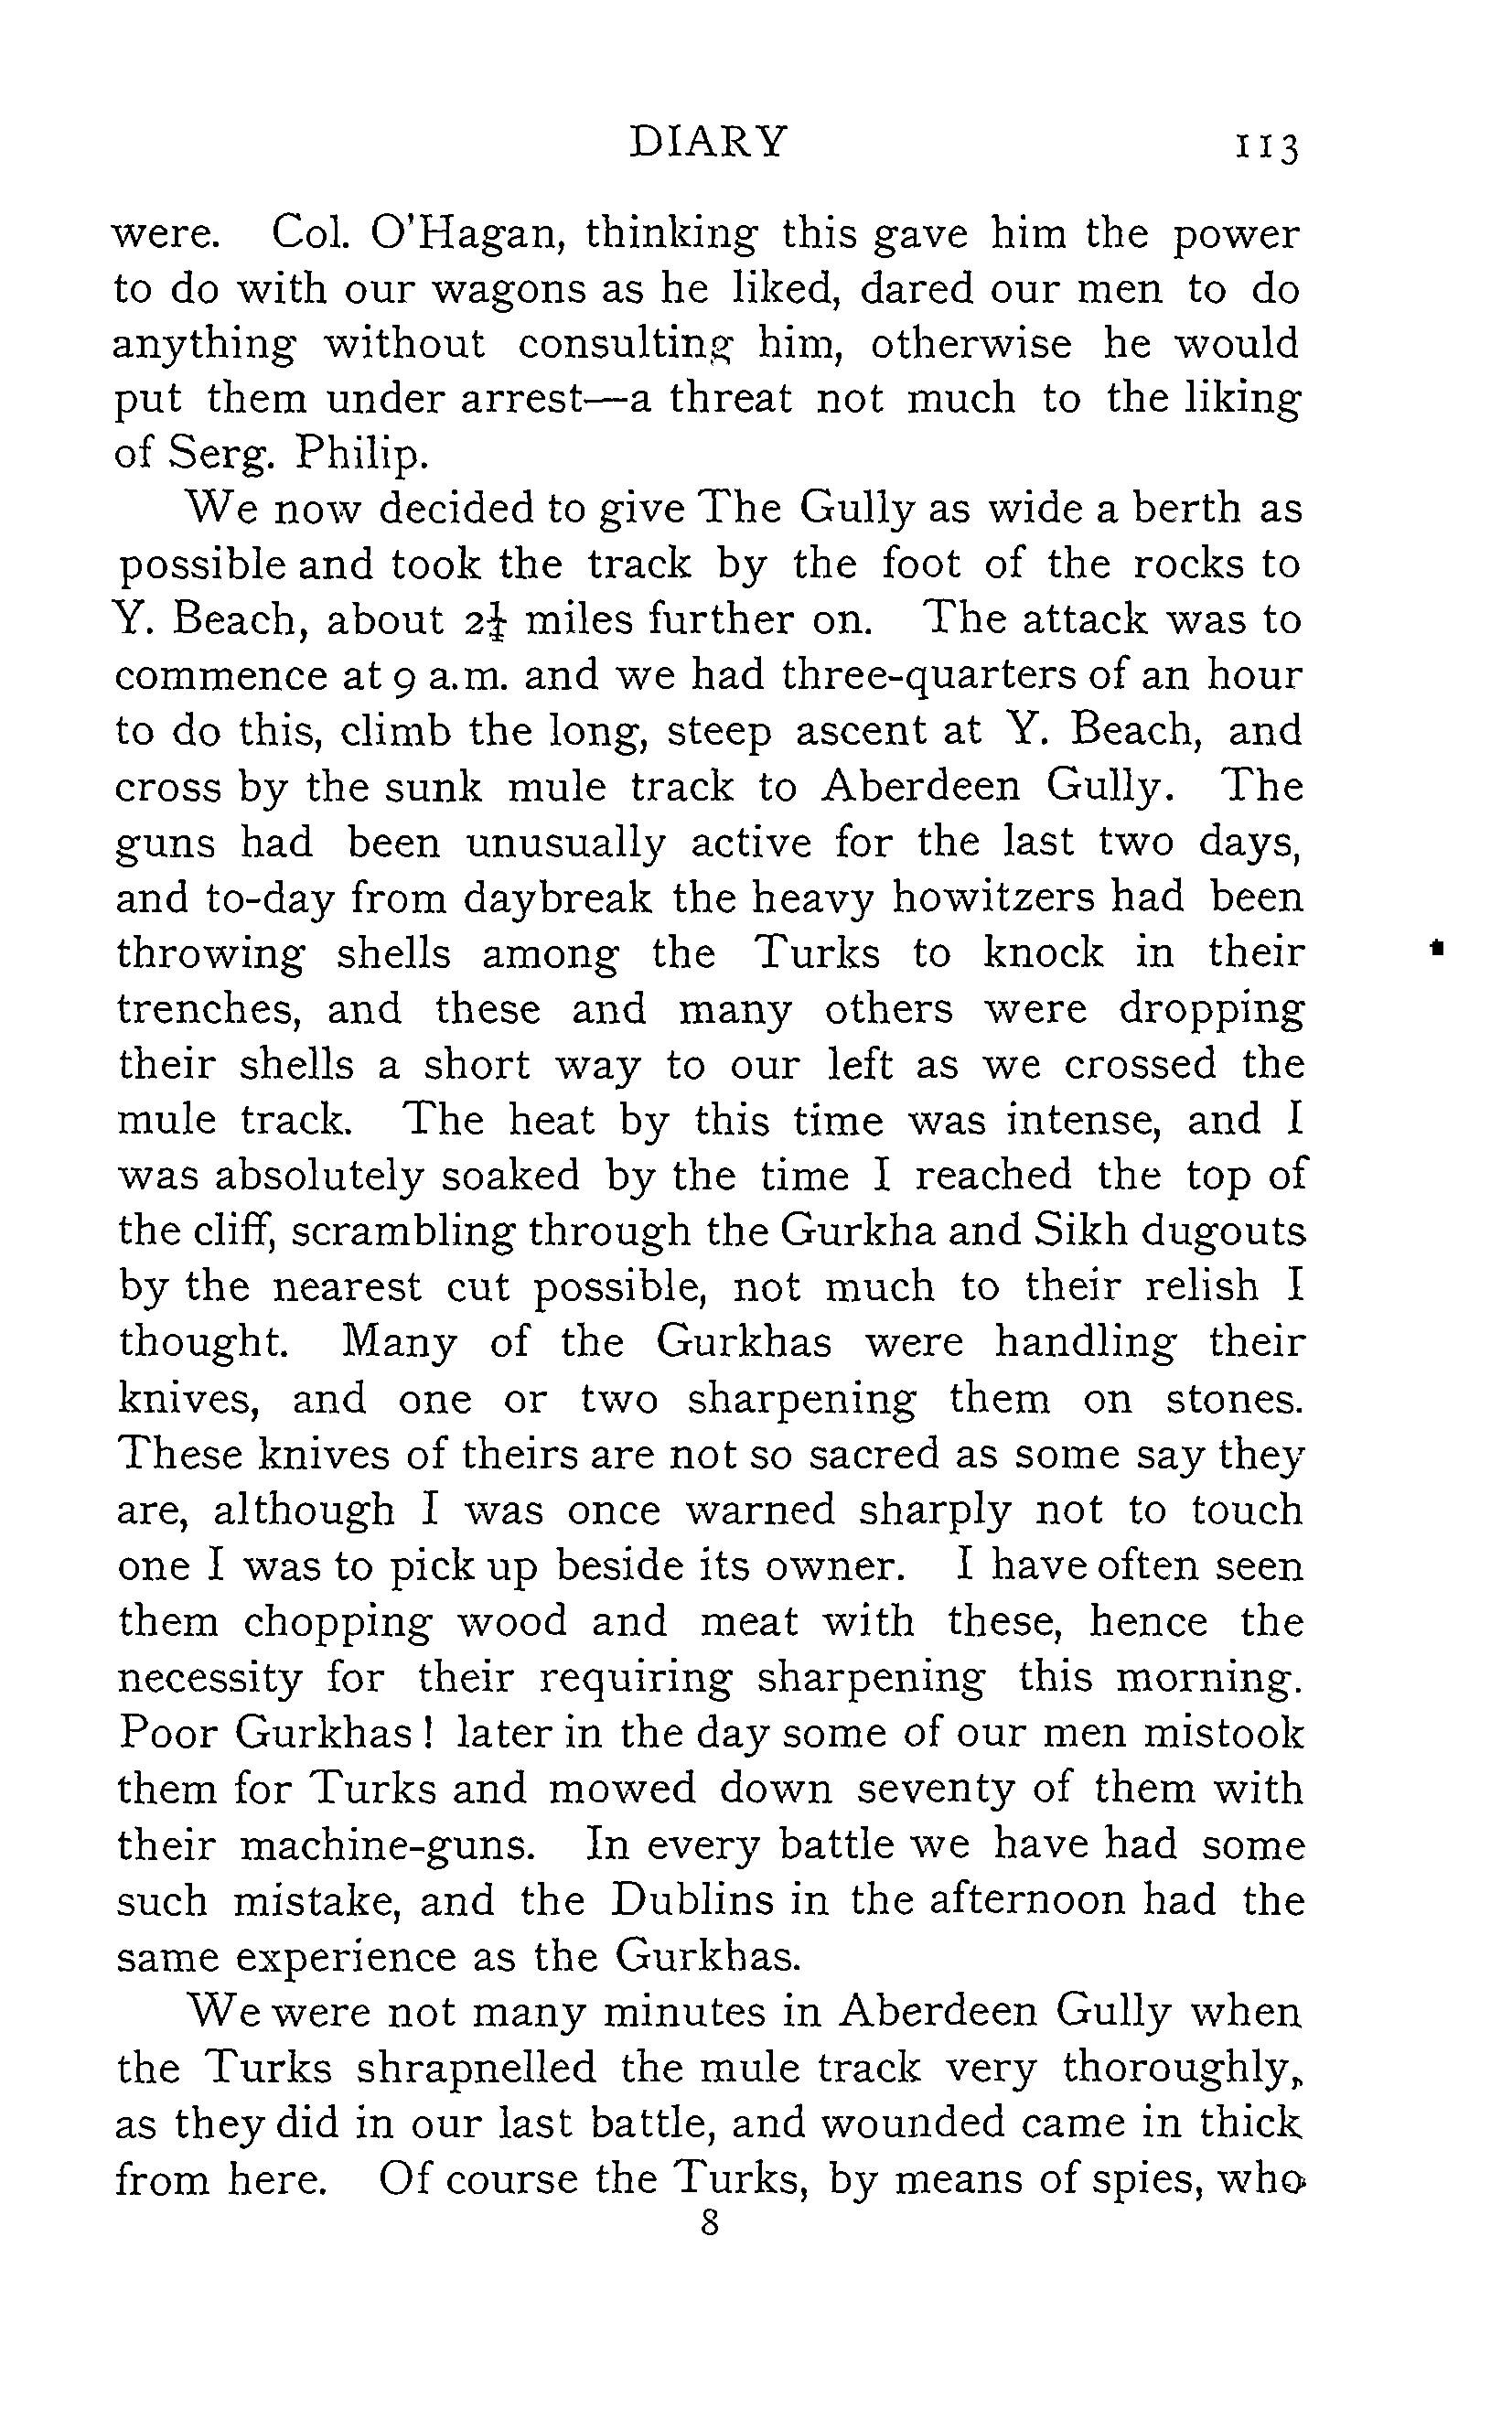 DIARY 113
were. Col. O'Hagan, thinking this gave him the power
to do with our wagons as he liked, dared our men to do
anything without consulting him, otherwise he would
put them under arrest—a threat not much to the liking
of Serg. Philip.
We now decided to give The Gully as wide a berth as
possible and took the track by the foot of the rocks to
Y. Beach, about 2¼ miles further on. The attack was to
commence at 9 a.m. and we had three-quarters of an hour
to do this, climb the long, steep ascent at Y. Beach, and
cross by the sunk mule track to Aberdeen Gully. The
guns had been unusually active for the last two days,
and to-day from daybreak the heavy howitzers had been
throwing shells among the Turks to knock in their
trenches, and these and many others were dropping
their shells a short way to our left as we crossed the
mule track. The heat by this time was intense, and I
was absolutely soaked by the time I reached the top of
the cliff, scrambling through the Gurkha and Sikh dugouts
by the nearest cut possible, not much to their relish I
thought. Many of the Gurkhas were handling their
knives, and one or two sharpening them on stones.
These knives of theirs are not so sacred as some say they
are, although I was once warned sharply not to touch
one I was to pick up beside its owner. I have often seen
them chopping wood and meat with these, hence the
necessity for their requiring sharpening this morning.
Poor Gurkhas! later in the day some of our men mistook
them for Turks and mowed down seventy of them with
their machine-guns. In every battle we have had some
such mistake, and the Dublins in the afternoon had the
same experience as the Gurkhas.
We were not many minutes in Aberdeen Gully when
the Turks shrapnelled the mule track very thoroughly,
as they did in our last battle, and wounded came in thick
from here. Of course the Turks, by means of spies, who
8